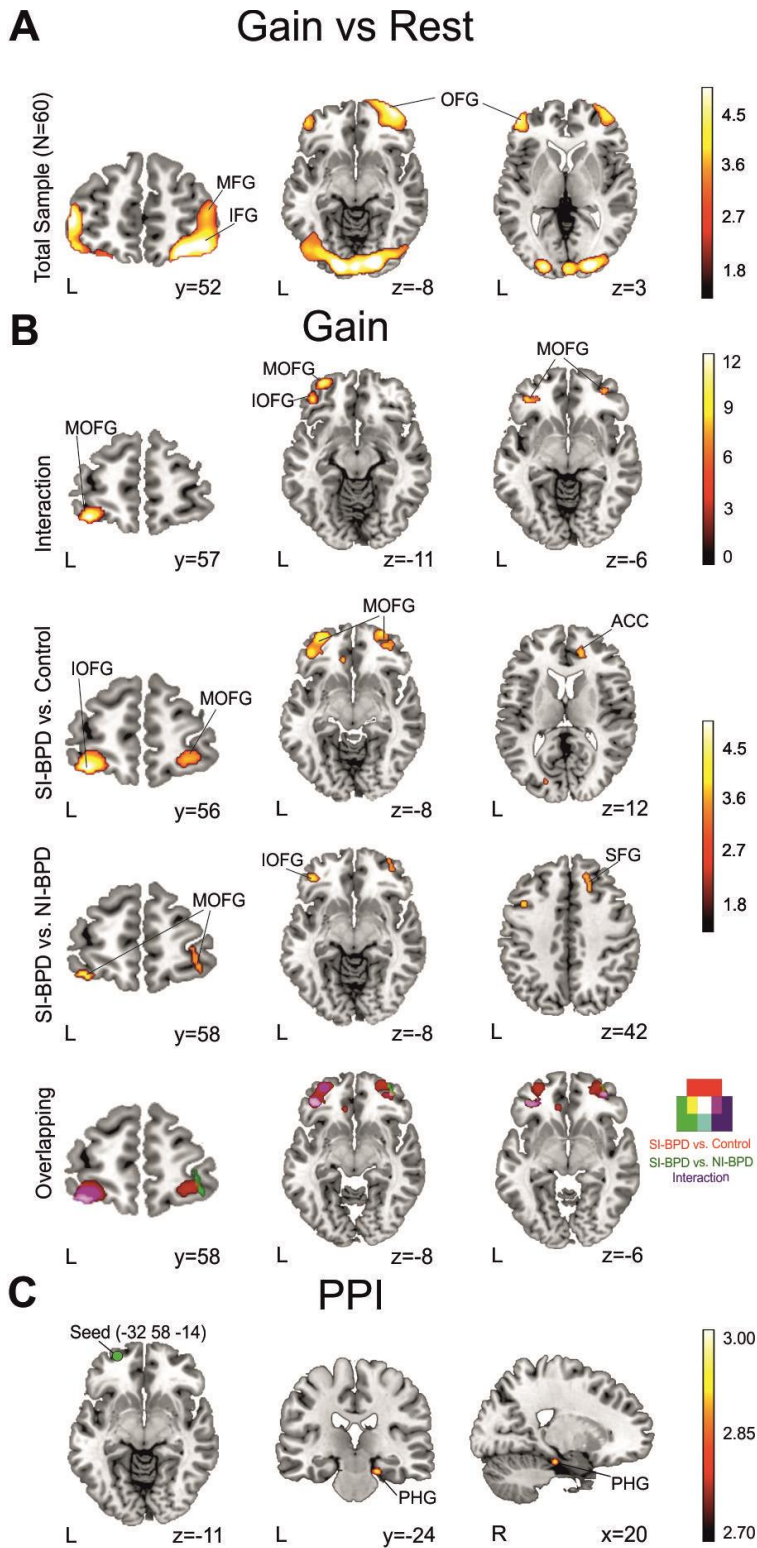 A
Gain vs Rest
Total Sample (N=60)
MFG
IFG
OFG
L y=52
L z=-8
L z=3
4.5
3.6
2.7
1.8
B
Gain
Interaction
MOFG
MOFG
IOFG
MOFG
L y=57
L z=-11
L z=-6
12
9
6
3
0
SI-BPD vs. Control
IOFG
MOFG
MOFG
ACC
L y=56
L z=-8
L z=12
4.5
3.6
2.7
1.8
SI-BPD vs. NI-BPD
MOFG
IOFG
SFG
L y=58
L z=-8
L z=42
Overlapping
SI-BPD vs. Control
SI-BPD vs. NI-BPD
Interaction
L y=58
L z=-8
L z=-6
C
PPI
Seed (-32 58 -14)
PHG
PHG
L z=-11
L y=-24
R x=20
3.00
2.85
2.70